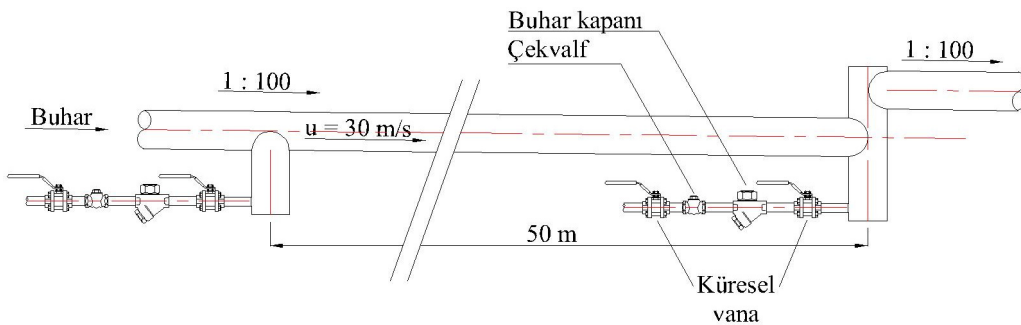 Buhar kapanı
Çekvalf
1 : 100
1 : 100
Buhar
u = 30 m/s
50 m
Küresel
vana